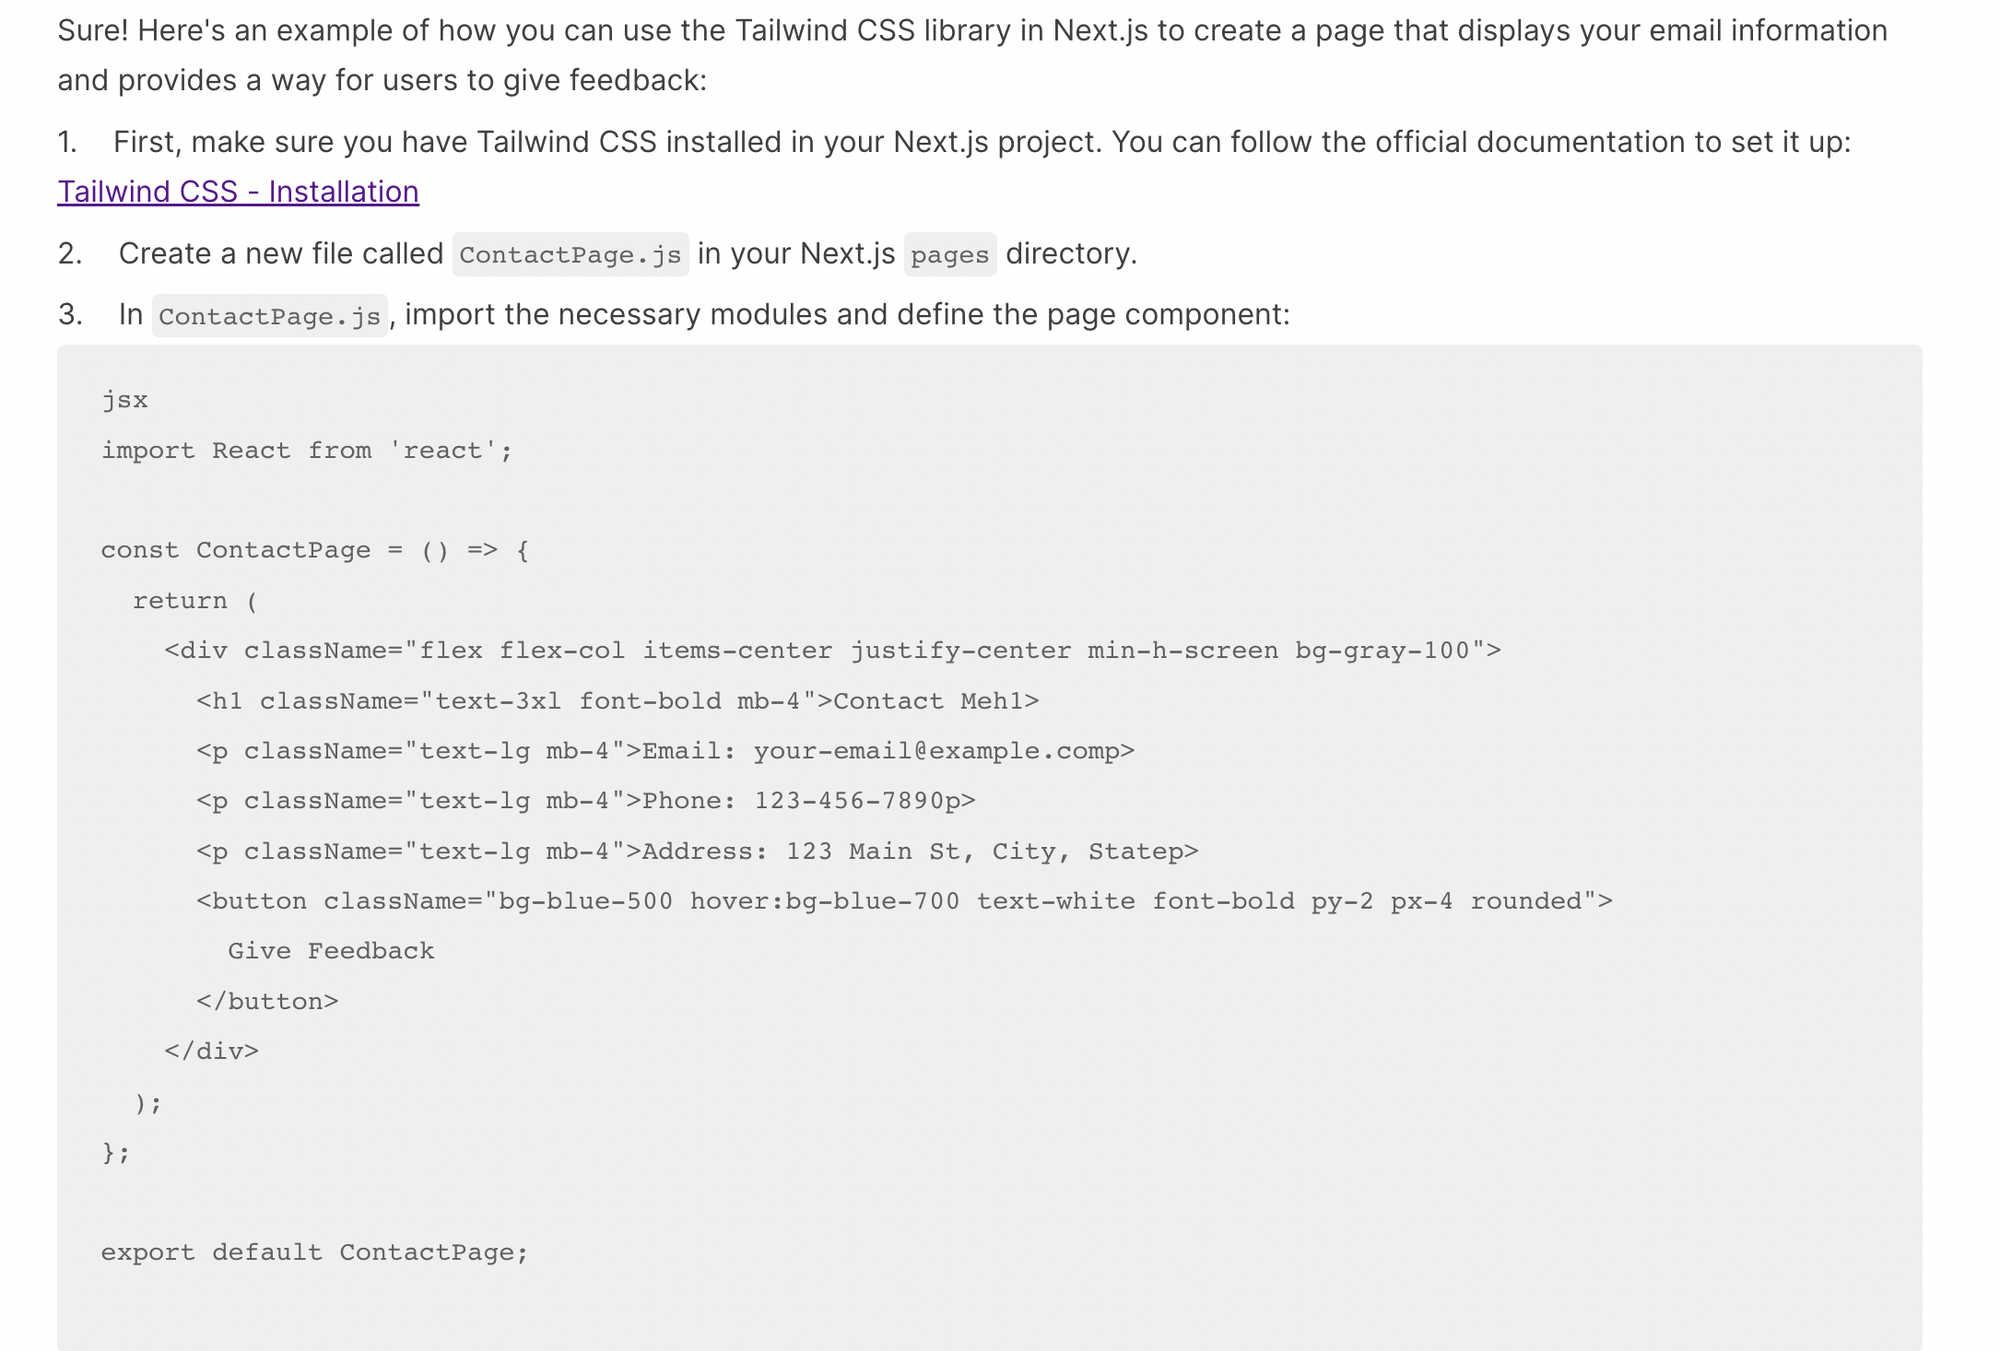 Sure! Here's an example of how you can use the Tailwind CSS library in Next.js to create a page that displays your email information
and provides a way for users to give feedback:
1. First, make sure you have Tailwind CSS installed in your Next.js project. You can follow the official documentation to set it up:
Tailwind CSS - Installation
2. Create a new file called ContactPage.js in your Next.js pages directory.
3. In ContactPage.js, import the necessary modules and define the page component:
jsx
import React from 'react';
const ContactPage = () => {
  return (
    <div className="flex flex-col items-center justify-center min-h-screen bg-gray-100">
      <h1 className="text-3xl font-bold mb-4">Contact Meh1>
      <p className="text-lg mb-4">Email: your-email@example.comp>
      <p className="text-lg mb-4">Phone: 123-456-7890p>
      <p className="text-lg mb-4">Address: 123 Main St, City, Statep>
      <button className="bg-blue-500 hover:bg-blue-700 text-white font-bold py-2 px-4 rounded">
        Give Feedback
      </button>
    </div>
  );
};
export default ContactPage;